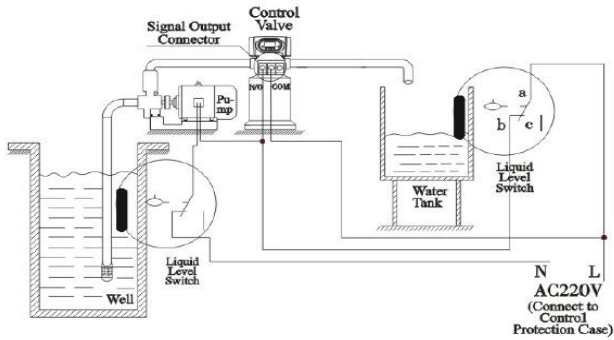 Control
Valve
Signal Output
Connector
N/O COM
Pu-
mp
a
b c
Liquid
Level
Switch
Water
Tank
Well
Liquid
Level
Switch
N L
AC220V
(Connect to
Control
Protection Case)